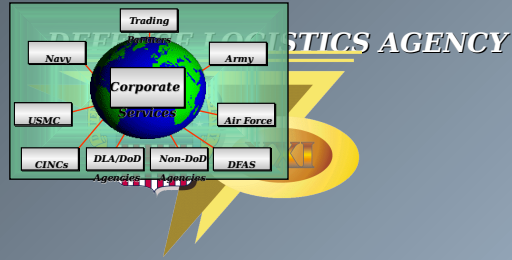 DEFENSE LOGISTICS AGENCY
Trading
Partners
Navy
Army
Corporate
Services
USMC
Air Force
XXI
CINCs
DLA/DoD
Agencies
Non-DoD
Agencies
DFAS